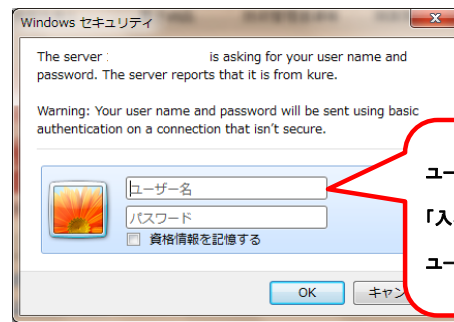 Windows セキュリティ
The server is asking for your user name and
password. The server reports that it is from kure.
Warning: Your user name and password will be sent using basic
authentication on a connection that isn't secure.
ユーザー名
パスワード
資格情報を記憶する
OK
キャン
ユー
「入
ユー